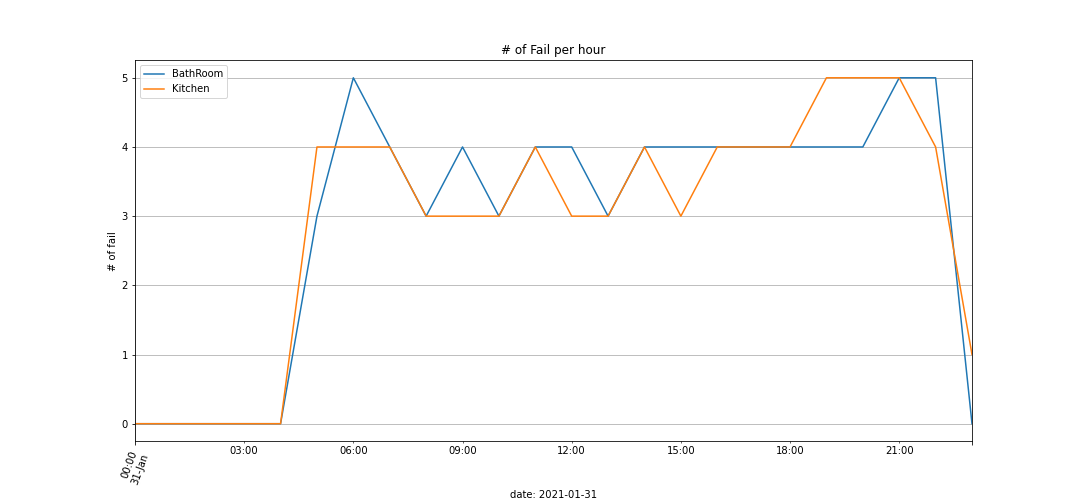 # of Fail per hour
BathRoom
Kitchen
5
4
3
2
1
0
# of fail
00:00
31-Jan
03:00
06:00
09:00
12:00
15:00
18:00
21:00
date: 2021-01-31